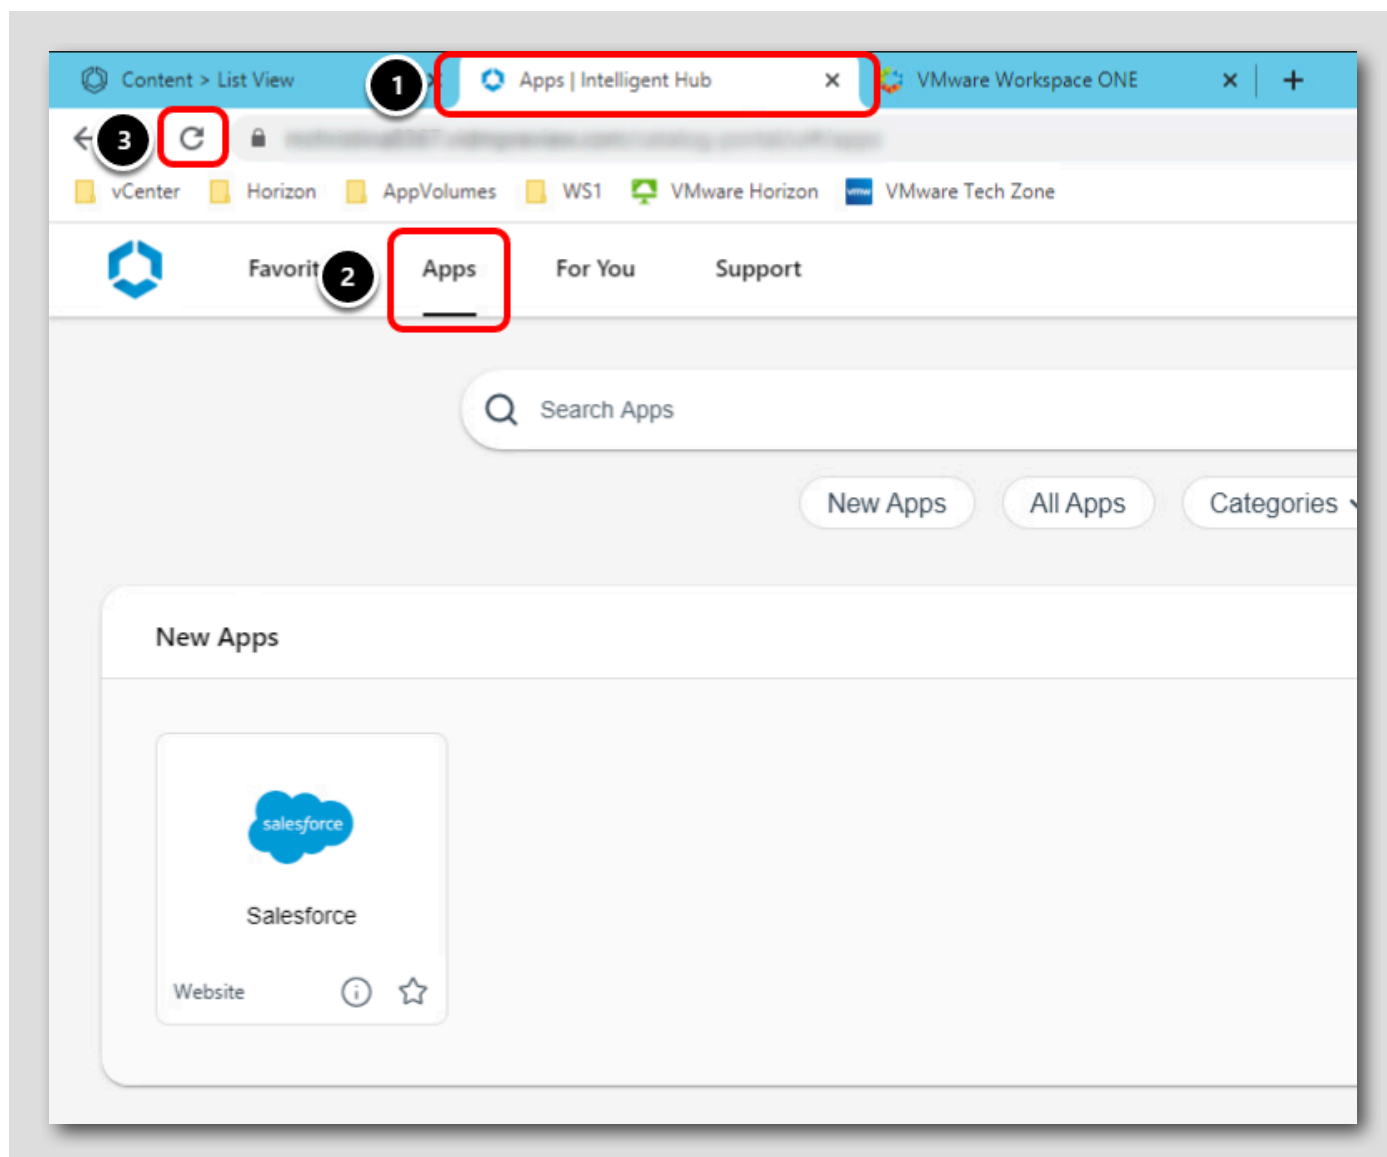 Content > List View
1
Apps | Intelligent Hub
VMware Workspace ONE
3
vCenter
Horizon
AppVolumes
WS1
VMware Horizon
vmw
VMware Tech Zone
Favorit
2
Apps
For You
Support
Search Apps
New Apps
All Apps
Categories
New Apps
salesforce
Salesforce
Website